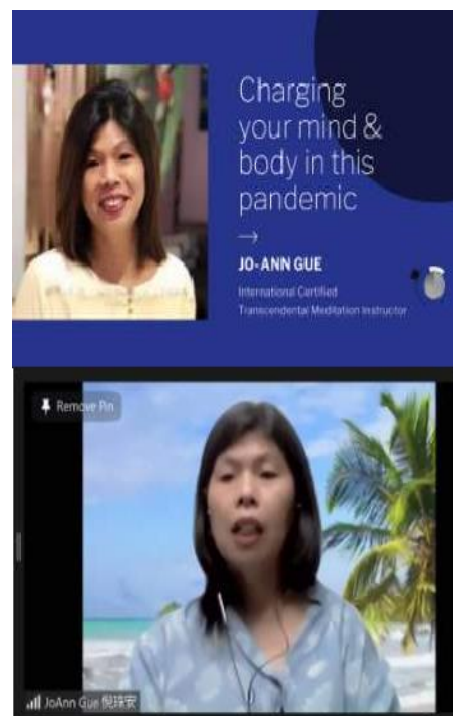 Charging
your mind &
body in this
pandemic
→
JO-ANN GUE
International Certified
Transcendental Meditation Instructor
Remove Pin
JoAnn Gue 倪珠安